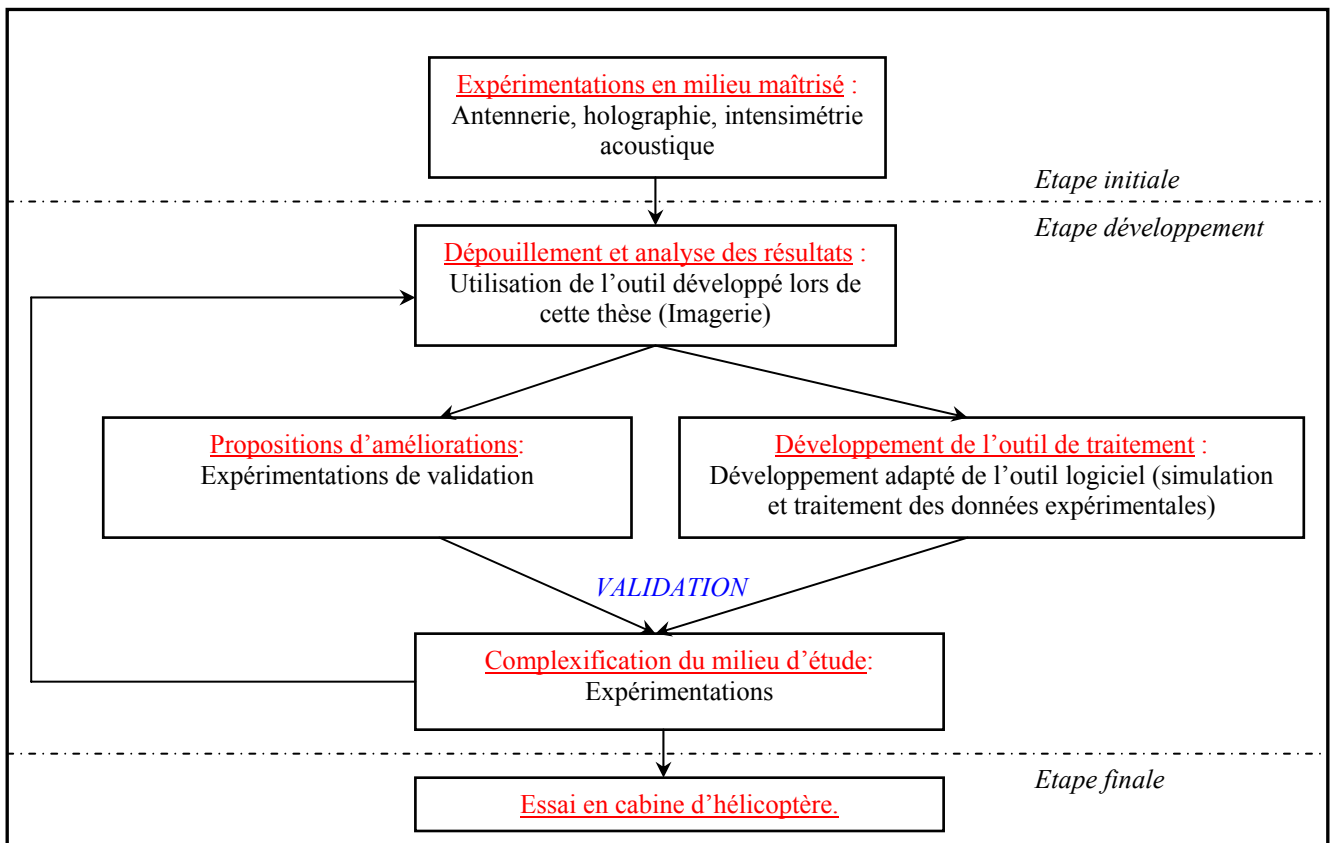 Expérimentations en milieu maîtrisé :
Antennerie, holographie, intensimétrie
acoustique
Etape initiale
Etape développement
Dépouillement et analyse des résultats :
Utilisation de l’outil développé lors de
cette thèse (Imagerie)
Propositions d’améliorations:
Expérimentations de validation
Développement de l’outil de traitement :
Développement adapté de l’outil logiciel (simulation
et traitement des données expérimentales)
VALIDATION
Complexification du milieu d’étude:
Expérimentations
Etape finale
Essai en cabine d’hélicoptère.